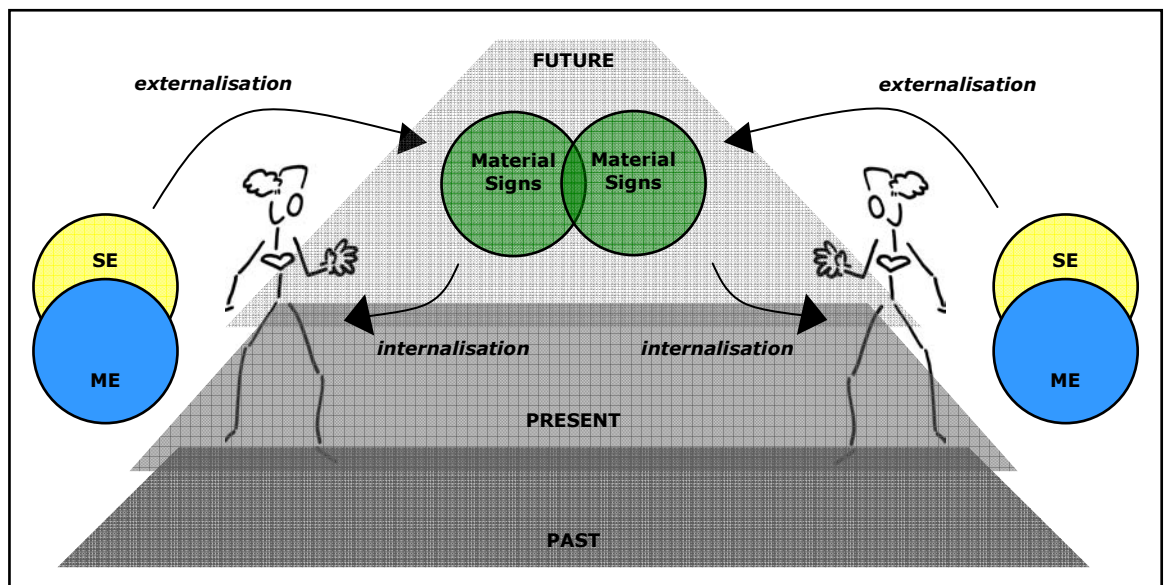 FUTURE
externalisation
externalisation
Material
Signs
Material
Signs
SE
SE
internalisation
internalisation
ME
ME
PRESENT
PAST